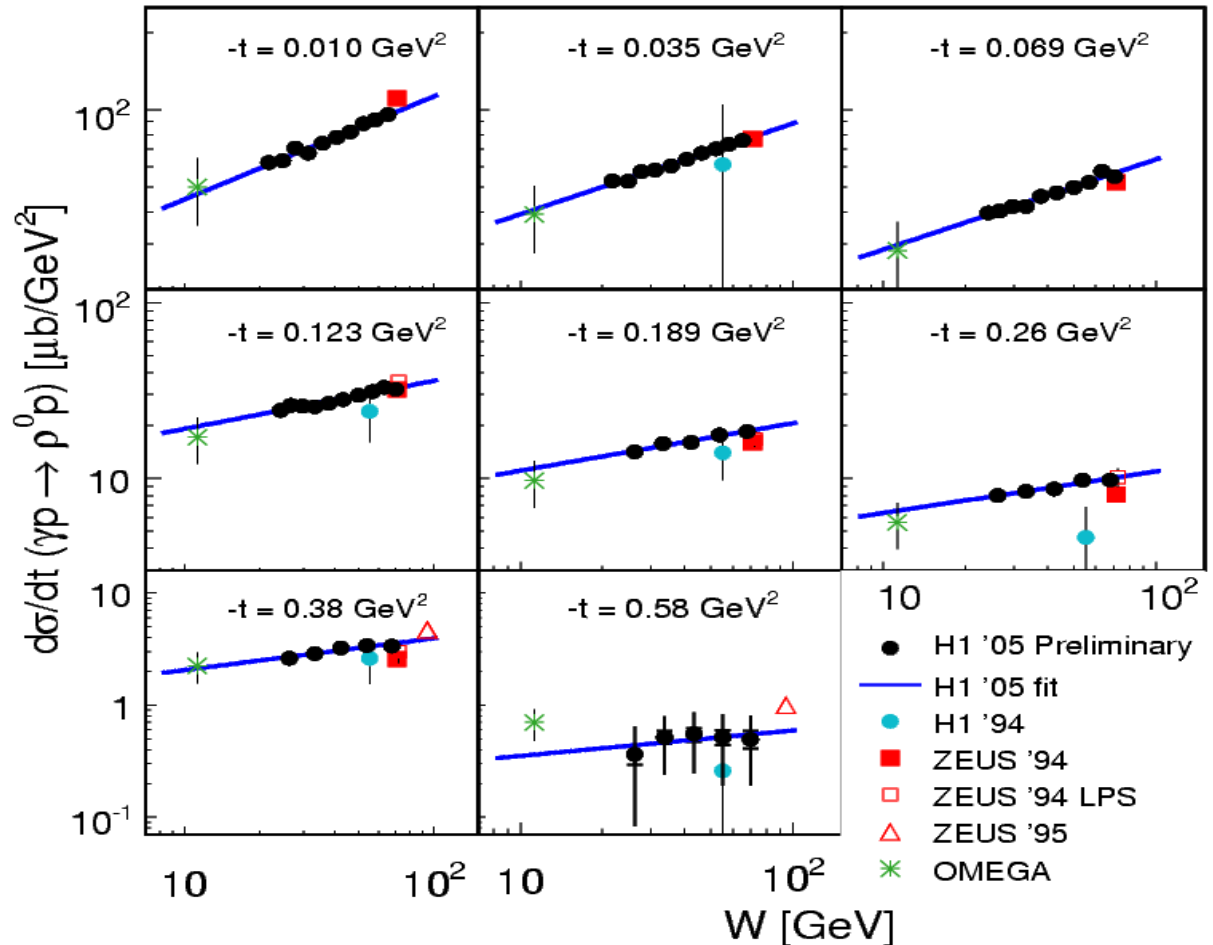 -t = 0.010 GeV²
-t = 0.035 GeV²
-t = 0.069 GeV²
10²
-t = 0.123 GeV²
-t = 0.189 GeV²
-t = 0.26 GeV²
10²
10
-t = 0.38 GeV²
-t = 0.58 GeV²
10
1
10⁻¹
dσ/dt (γp → ρ⁰p) [μb/GeV²]
10 10²
H1 '05 Preliminary
H1 '05 fit
H1 '94
ZEUS '94
ZEUS '94 LPS
ZEUS '95
OMEGA
10 10² 10 10²
W [GeV]